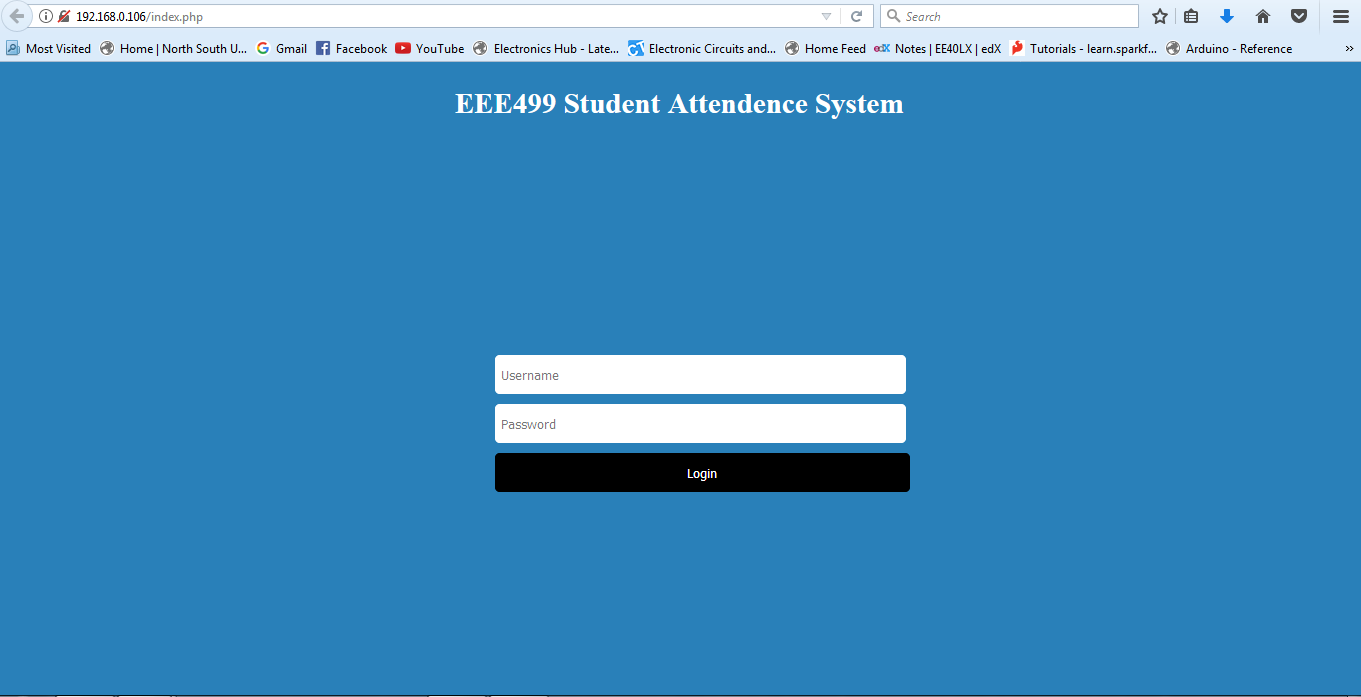 192.168.0.106/index.php
Search
Most Visited Home | North South U... Gmail Facebook YouTube Electronics Hub - Late... Electronic Circuits and... Home Feed edX Notes | EE40LX | edX Tutorials - learn.sparkf... Arduino - Reference »
EEE499 Student Attendence System
Username
Password
Login